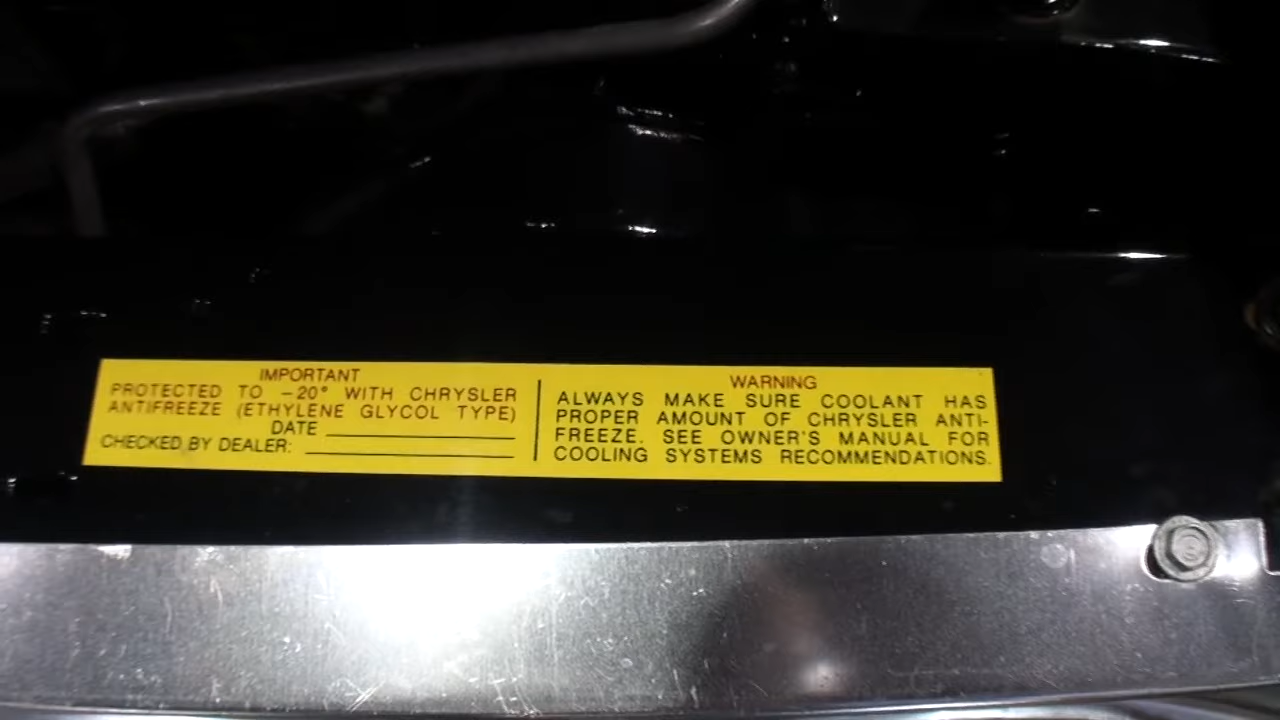 IMPORTANT
PROTECTED TO -20° WITH CHRYSLER
ANTIFREEZE (ETHYLENE GLYCOL TYPE)
DATE
CHECKED BY DEALER:
WARNING
ALWAYS MAKE SURE COOLANT HAS
PROPER AMOUNT OF CHRYSLER ANTI-
FREEZE. SEE OWNER'S MANUAL FOR
COOLING SYSTEMS RECOMMENDATIONS.